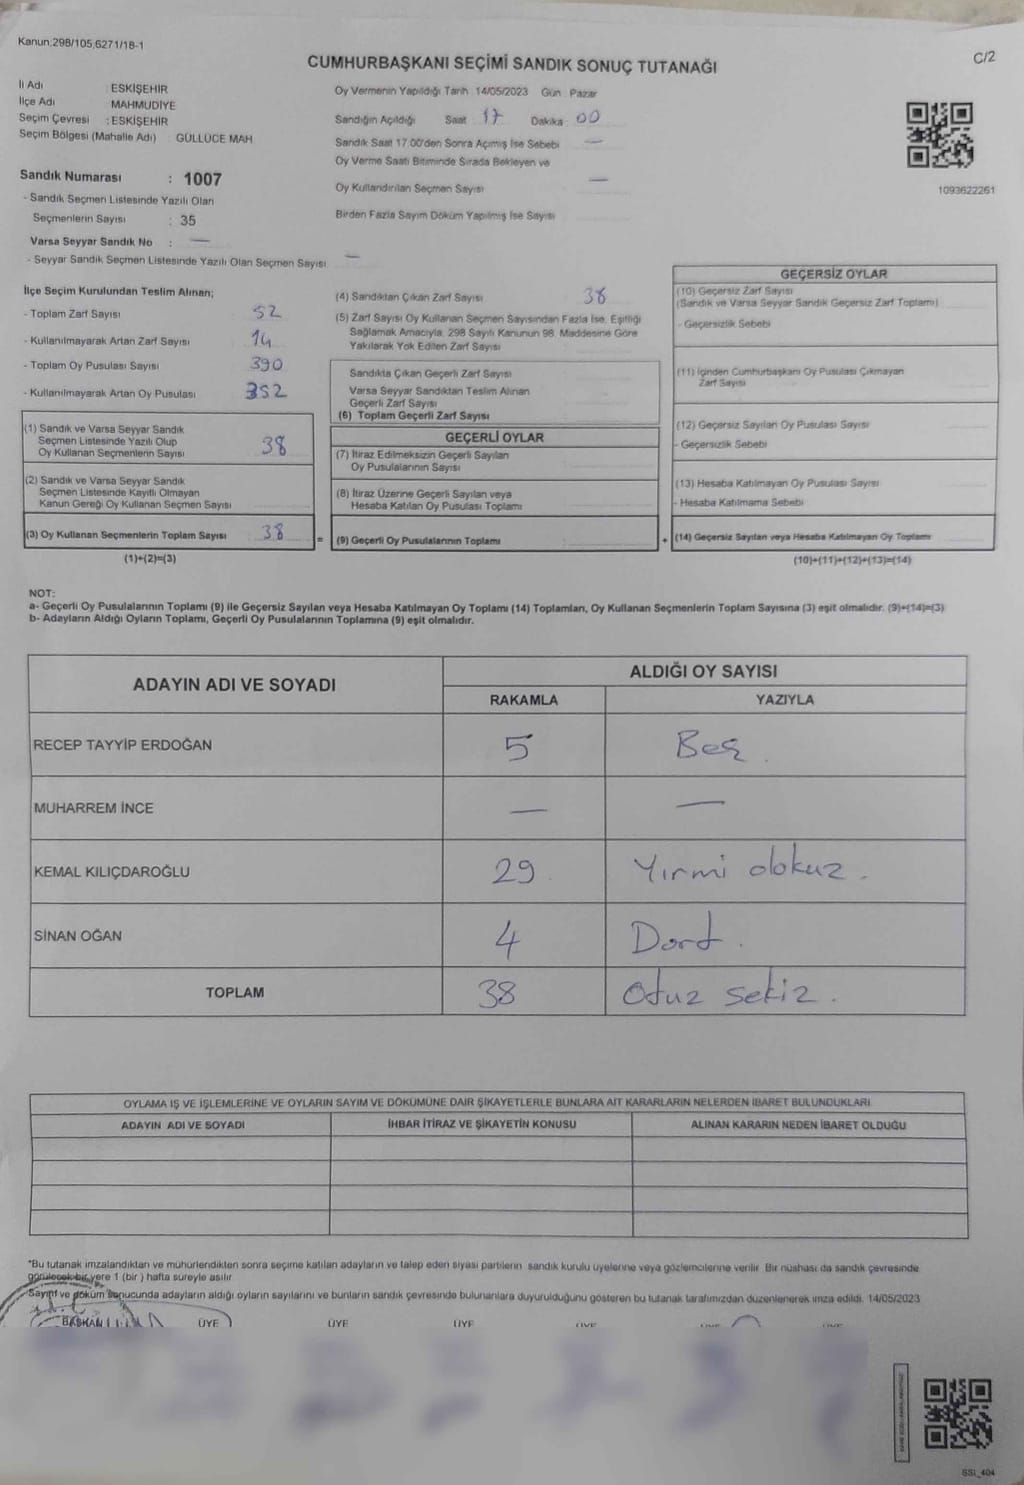 Kanun:298/105,6271/18-1
C/2
CUMHURBAŞKANI SEÇİMİ SANDIK SONUÇ TUTANAĞI
İl Adı : ESKİŞEHİR
İlçe Adı : MAHMUDİYE
Seçim Çevresi : ESKİŞEHİR
Seçim Bölgesi (Mahalle Adı) : GÜLLÜCE MAH
Sandık Numarası : 1007
- Sandık Seçmen Listesinde Yazılı Olan
Seçmenlerin Sayısı : 35
Varsa Seyyar Sandık No : —
- Seyyar Sandık Seçmen Listesinde Yazılı Olan Seçmen Sayısı —
Oy Vermenin Yapıldığı Tarih : 14/05/2023 Gün : Pazar
Sandığın Açıldığı Saat 17 Dakika : 00
Sandık Saat 17:00'den Sonra Açımış İse Sebebi —
Oy Verme Saati Bitiminde Sırada Bekleyen ve
Oy Kullandırılan Seçmen Sayısı —
Birden Fazla Sayım Döküm Yapılmış İse Sayısı
1093622261
İlçe Seçim Kurulundan Teslim Alınan;
- Toplam Zarf Sayısı 52
- Kullanılmayarak Artan Zarf Sayısı 14
- Toplam Oy Pusulası Sayısı 390
- Kullanılmayarak Artan Oy Pusulası 352
(1) Sandık ve Varsa Seyyar Sandık
Seçmen Listesinde Yazılı Olup
Oy Kullanan Seçmenlerin Sayısı 38
(2) Sandık ve Varsa Seyyar Sandık
Seçmen Listesinde Kayıtlı Olmayan
Kanun Gereği Oy Kullanan Seçmen Sayısı
(3) Oy Kullanan Seçmenlerin Toplam Sayısı 38
(1)+(2)=(3)
(4) Sandıktan Çıkan Zarf Sayısı 38
(5) Zarf Sayısı Oy Kullanan Seçmen Sayısından Fazla İse, Eşitliği
Sağlamak Amacıyla, 298 Sayılı Kanunun 98. Maddesine Göre
Yakılarak Yok Edilen Zarf Sayısı
Sandıkta Çıkan Geçerli Zarf Sayısı
Varsa Seyyar Sandıktan Teslim Alınan
Geçerli Zarf Sayısı
(6) Toplam Geçerli Zarf Sayısı
GEÇERLİ OYLAR
(7) İtiraz Edilmeksizin Geçerli Sayılan
Oy Pusulalarının Sayısı
(8) İtiraz Üzerine Geçerli Sayılan veya
Hesaba Katılan Oy Pusulası Toplamı
= (9) Geçerli Oy Pusulalarının Toplamı +
GEÇERSİZ OYLAR
(10) Geçersiz Zarf Sayısı
(Sandık ve Varsa Seyyar Sandık Geçersiz Zarf Toplamı)
- Geçersizlik Sebebi
(11) İçinden Cumhurbaşkanı Oy Pusulası Çıkmayan
Zarf Sayısı
(12) Geçersiz Sayılan Oy Pusulası Sayısı
- Geçersizlik Sebebi
(13) Hesaba Katılmayan Oy Pusulası Sayısı
- Hesaba Katılmama Sebebi
(14) Geçersiz Sayılan veya Hesaba Katılmayan Oy Toplamı
(10)+(11)+(12)+(13)=(14)
NOT:
a- Geçerli Oy Pusulalarının Toplamı (9) ile Geçersiz Sayılan veya Hesaba Katılmayan Oy Toplamı (14) Toplamları, Oy Kullanan Seçmenlerin Toplam Sayısına (3) eşit olmalıdır. (9)+(14)=(3)
b- Adayların Aldığı Oyların Toplamı, Geçerli Oy Pusulalarının Toplamına (9) eşit olmalıdır.
ADAYIN ADI VE SOYADI ALDIĞI OY SAYISI
RAKAMLA YAZIYLA
RECEP TAYYİP ERDOĞAN 5 Beş.
MUHARREM İNCE — —
KEMAL KILIÇDAROĞLU 29 Yirmi dokuz.
SİNAN OĞAN 4 Dört.
TOPLAM 38 Otuz sekiz.
OYLAMA İŞ VE İŞLEMLERİNE VE OYLARIN SAYIM VE DÖKÜMÜNE DAİR ŞİKAYETLERLE BUNLARA AİT KARARLARIN NELERDEN İBARET BULUNDUKLARI
ADAYIN ADI VE SOYADI İHBAR İTİRAZ VE ŞİKAYETİN KONUSU ALINAN KARARIN NEDEN İBARET OLDUĞU
*Bu tutanak imzalandıktan ve mühürlendikten sonra seçime katılan adayların ve talep eden siyasi partilerin sandık kurulu üyelerine veya gözlemcilerine verilir. Bir nüshası da sandık çevresinde
görülecek bir yere 1 (bir ) hafta süreyle asılır.
Sayım ve döküm sonucunda adayların aldığı oyların sayılarını ve bunların sandık çevresinde bulunanlara duyurulduğunu gösteren bu tutanak tarafımızdan düzenlenerek imza edildi. 14/05/2023
BAŞKAN ÜYE ÜYE ÜYE ÜYE
SSI_404